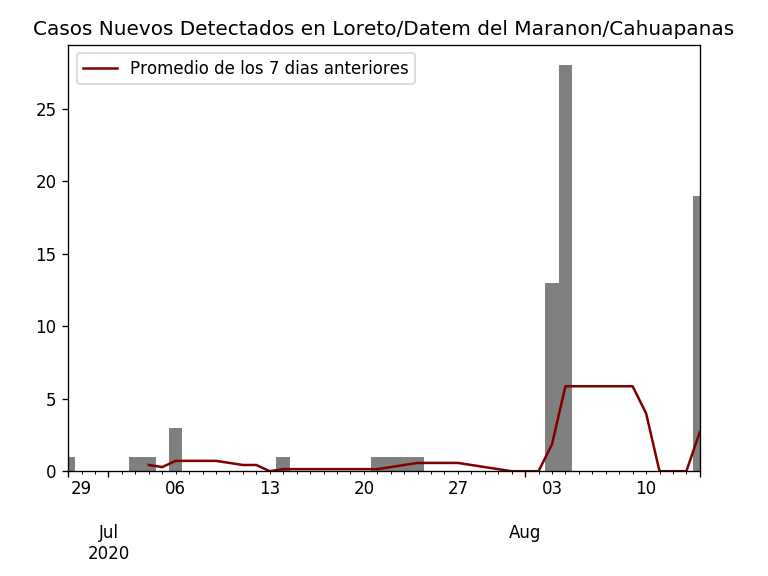 Casos Nuevos Detectados en Loreto/Datem del Maranon/Cahuapanas
Promedio de los 7 dias anteriores
25
20
15
10
5
0
29 06 13 20 27 03 10
Jul Aug
2020